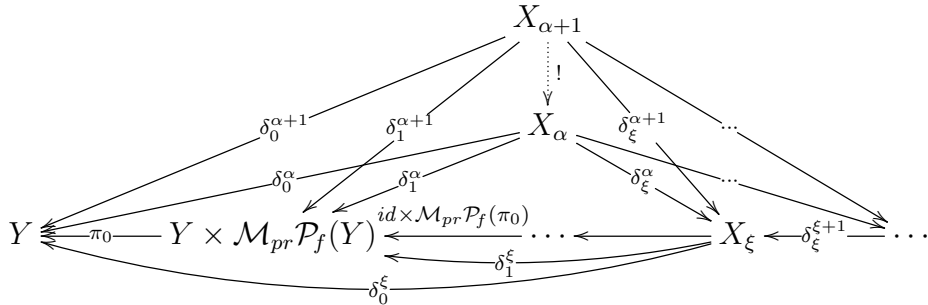 X_{α+1}
!
δ_0^{α+1} δ_1^{α+1} δ_ξ^{α+1} ...
X_α
δ_0^α δ_1^α δ_ξ^α ...
Y π_0 Y × 𝓜_{pr}𝓟_f(Y) id×𝓜_{pr}𝓟_f(π_0) ··· X_ξ δ_ξ^{ξ+1} ···
δ_1^ξ
δ_0^ξ